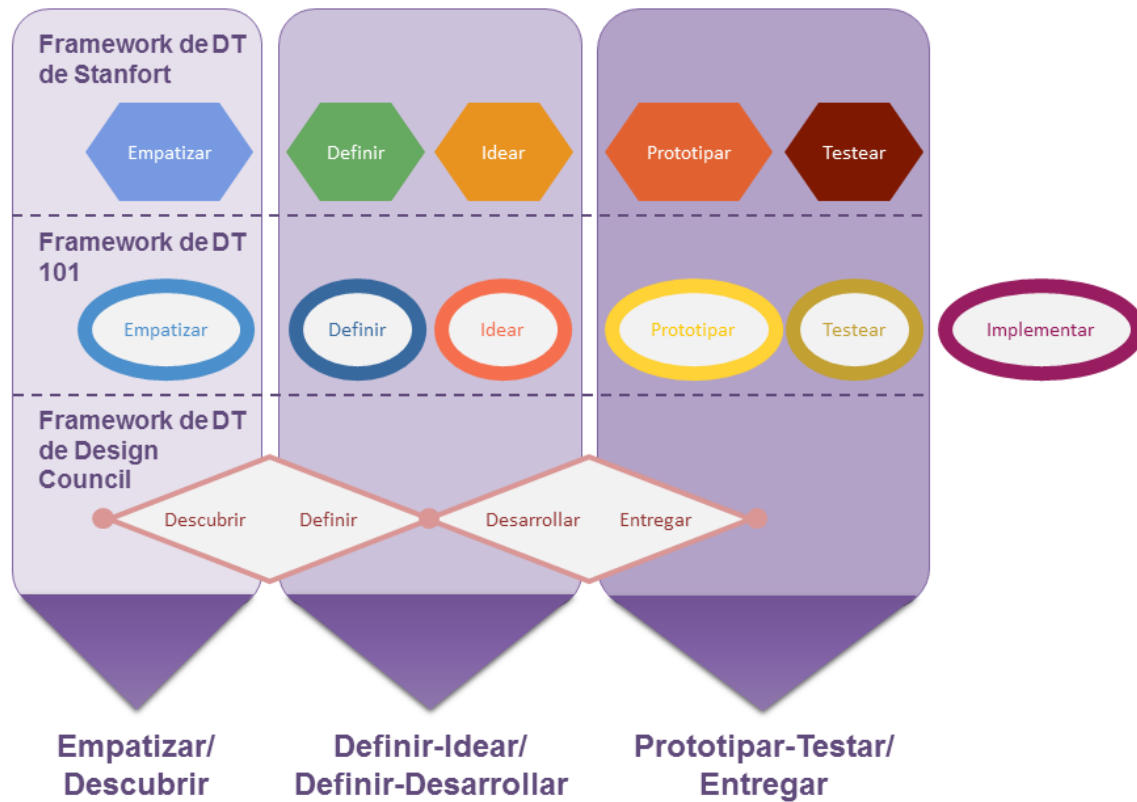 Framework de DT
de Stanfort
Empatizar
Definir
Idear
Prototipar
Testear
Framework de DT
101
Empatizar
Definir
Idear
Prototipar
Testear
Implementar
Framework de DT
de Design
Council
Descubrir
Definir
Desarrollar
Entregar
Empatizar/
Descubrir
Definir-Idear/
Definir-Desarrollar
Prototipar-Testar/
Entregar